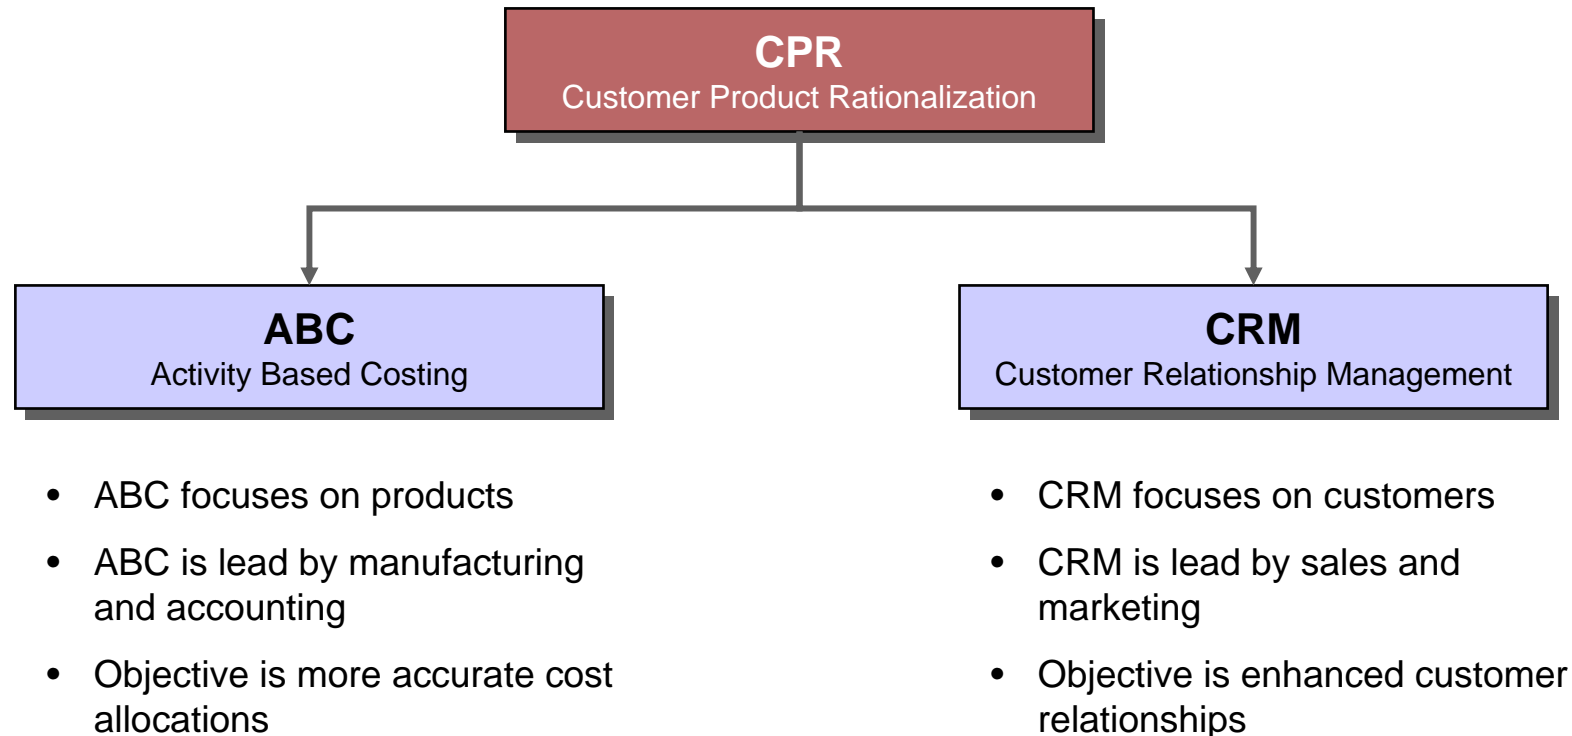 CPR
Customer Product Rationalization
ABC
Activity Based Costing
CRM
Customer Relationship Management
• ABC focuses on products
• ABC is lead by manufacturing
and accounting
• Objective is more accurate cost
allocations
• CRM focuses on customers
• CRM is lead by sales and
marketing
• Objective is enhanced customer
relationships